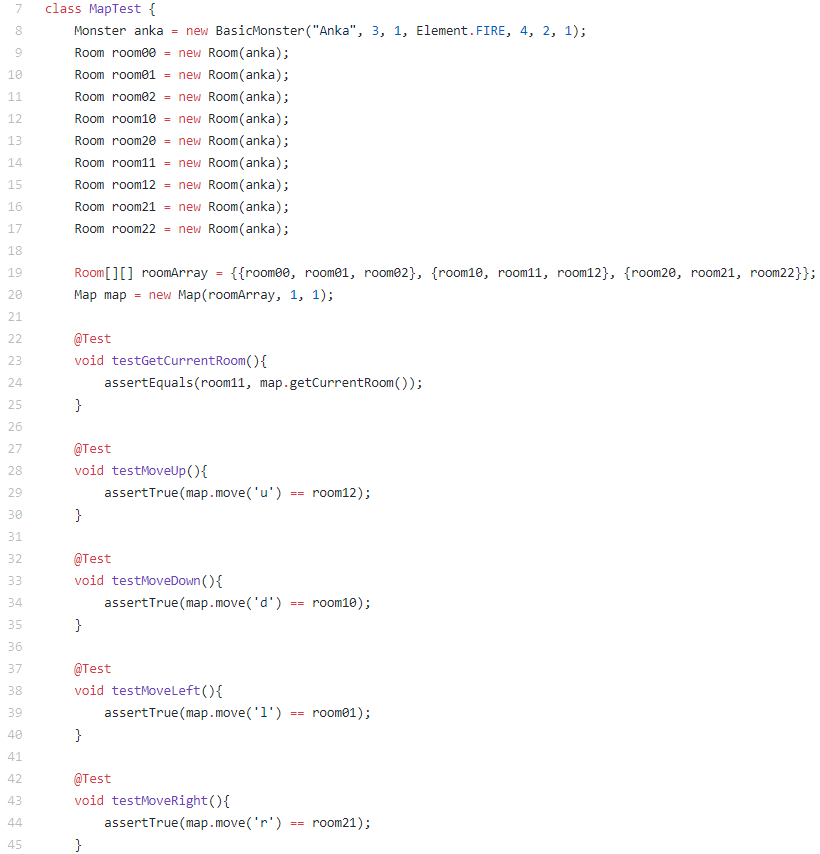 7 class MapTest {
8 Monster anka = new BasicMonster("Anka", 3, 1, Element.FIRE, 4, 2, 1);
9 Room room00 = new Room(anka);
10 Room room01 = new Room(anka);
11 Room room02 = new Room(anka);
12 Room room10 = new Room(anka);
13 Room room20 = new Room(anka);
14 Room room11 = new Room(anka);
15 Room room12 = new Room(anka);
16 Room room21 = new Room(anka);
17 Room room22 = new Room(anka);
18
19 Room[][] roomArray = {{room00, room01, room02}, {room10, room11, room12}, {room20, room21, room22}};
20 Map map = new Map(roomArray, 1, 1);
21
22 @Test
23 void testGetCurrentRoom(){
24 assertEquals(room11, map.getCurrentRoom());
25 }
26
27 @Test
28 void testMoveUp(){
29 assertTrue(map.move('u') == room12);
30 }
31
32 @Test
33 void testMoveDown(){
34 assertTrue(map.move('d') == room10);
35 }
36
37 @Test
38 void testMoveLeft(){
39 assertTrue(map.move('l') == room01);
40 }
41
42 @Test
43 void testMoveRight(){
44 assertTrue(map.move('r') == room21);
45 }